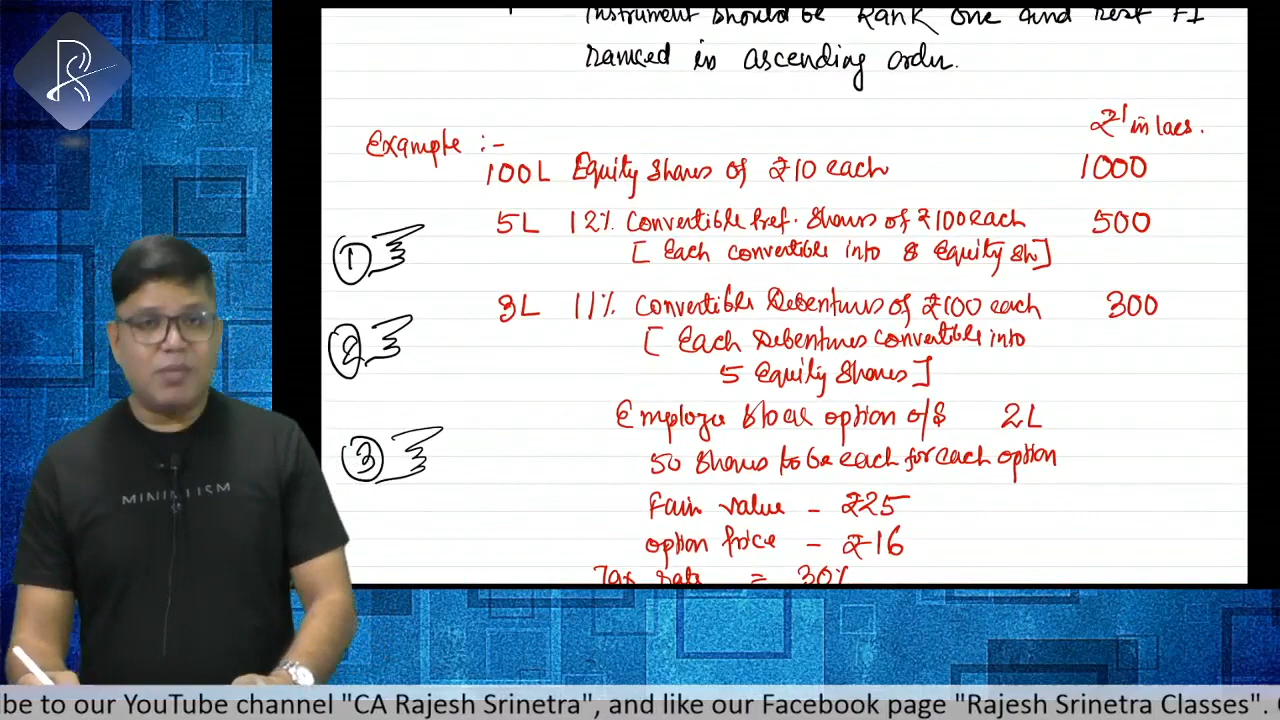 Instrument should be Rank one and rest FI
Ranked in ascending order.
₹ in lacs.
Example :-
100L Equity Shares of ₹10 each 1000
5L 12% Convertible Pref. Shares of ₹100 each 500
[ Each convertible into 8 Equity Sh]
1
3L 11% Convertible Debentures of ₹100 each 300
[ Each Debentures convertible into
2
5 Equity Shares ]
Employee Stock option o/s 2L
3
50 Shares to be each for each option
Fair value - ₹25
option Price - ₹16
Tax rate = 30%
MINIMALISM
be to our YouTube channel "CA Rajesh Srinetra", and like our Facebook page "Rajesh Srinetra Classes".